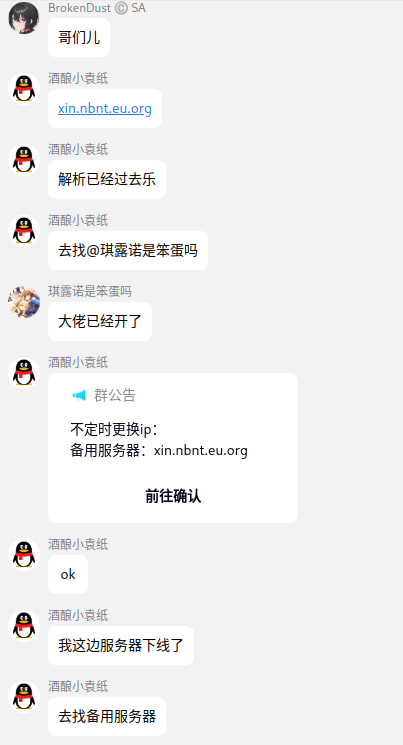 BrokenDust © SA
哥们儿
酒酿小袁纸
xin.nbnt.eu.org
酒酿小袁纸
解析已经过去乐
酒酿小袁纸
去找@琪露诺是笨蛋吗
琪露诺是笨蛋吗
大佬已经开了
酒酿小袁纸
群公告
不定时更换ip：
备用服务器：xin.nbnt.eu.org
前往确认
酒酿小袁纸
ok
酒酿小袁纸
我这边服务器下线了
酒酿小袁纸
去找备用服务器